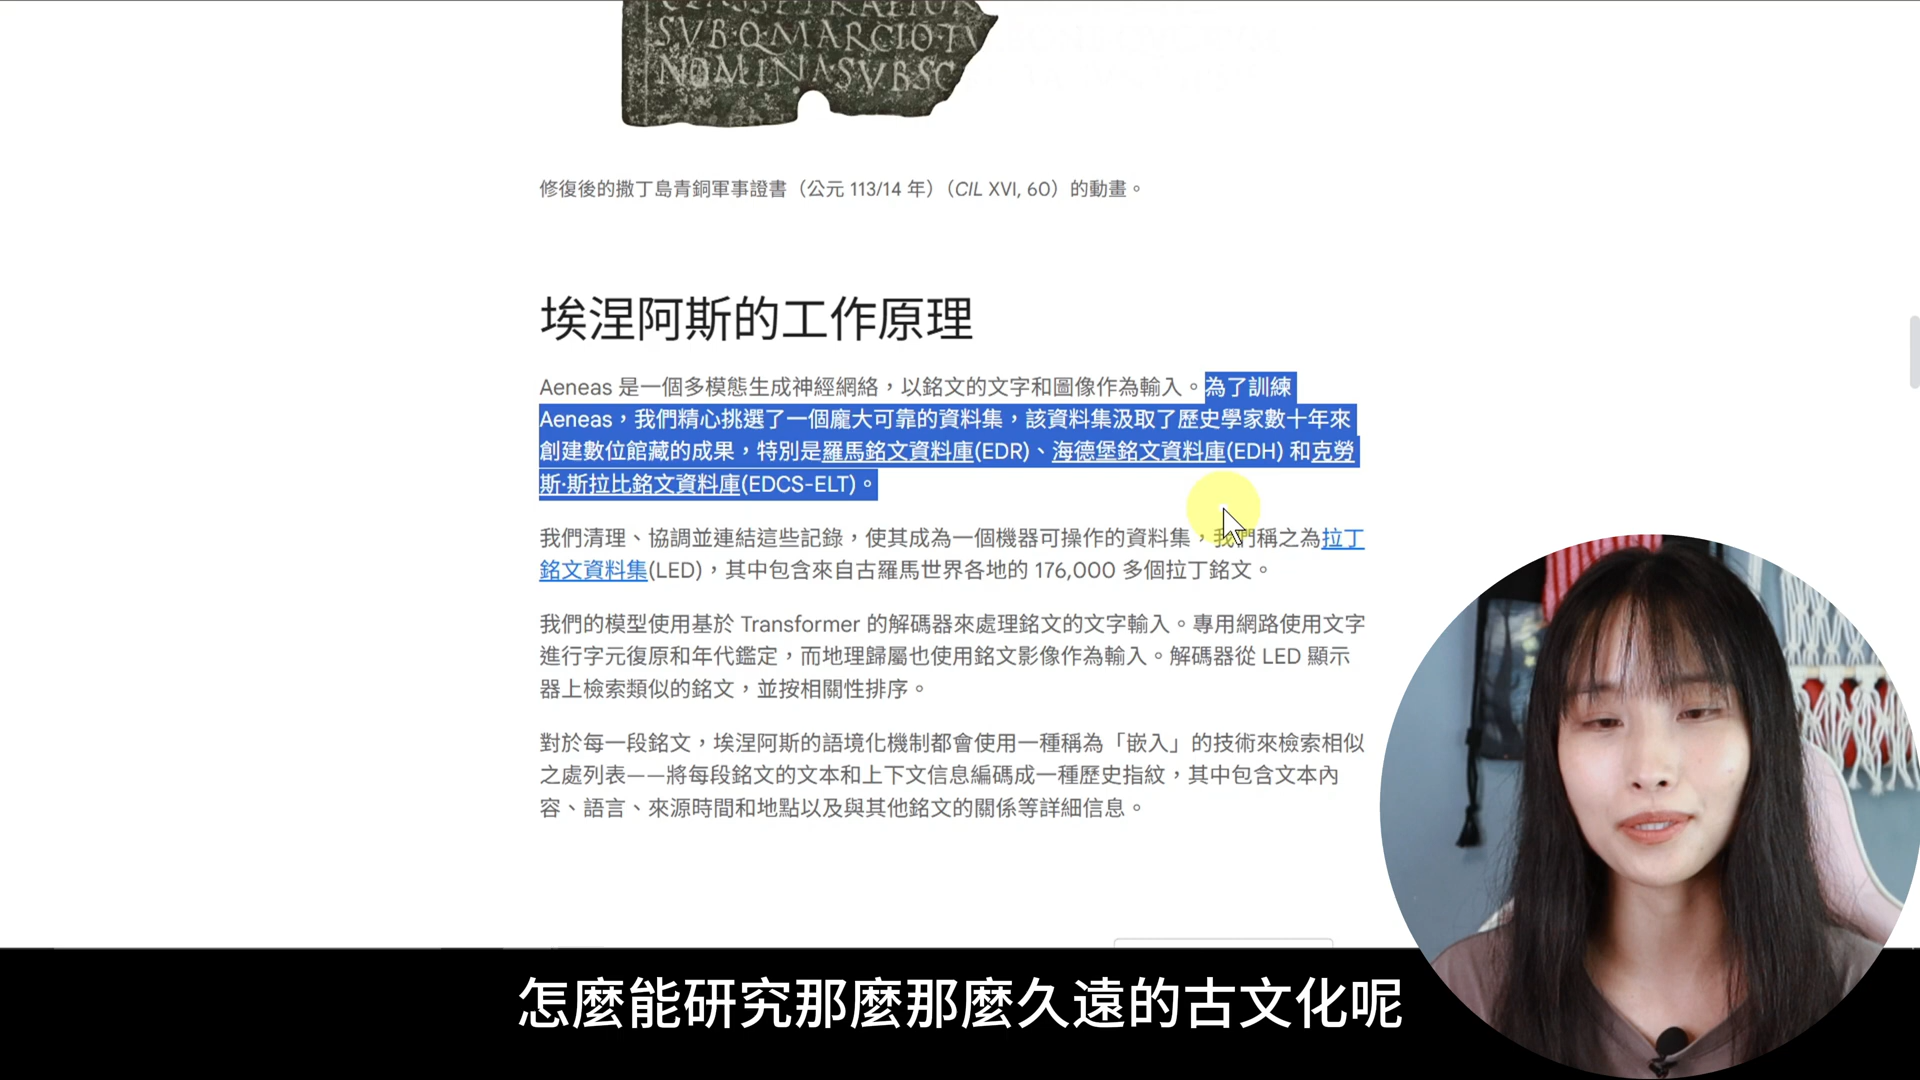 SVB·Q·MARCIO·TV
NOMINA·SVBSC
修復後的撒丁島青銅軍事證書（公元 113/14 年）（CIL XVI, 60）的動畫。
埃涅阿斯的工作原理
Aeneas 是一個多模態生成神經網絡，以銘文的文字和圖像作為輸入。為了訓練
Aeneas，我們精心挑選了一個龐大可靠的資料集，該資料集汲取了歷史學家數十年來
創建數位館藏的成果，特別是羅馬銘文資料庫(EDR)、海德堡銘文資料庫(EDH) 和克勞
斯·斯拉比銘文資料庫(EDCS-ELT)。
我們清理、協調並連結這些記錄，使其成為一個機器可操作的資料集，我們稱之為拉丁
銘文資料集(LED)，其中包含來自古羅馬世界各地的 176,000 多個拉丁銘文。
我們的模型使用基於 Transformer 的解碼器來處理銘文的文字輸入。專用網路使用文字
進行字元復原和年代鑑定，而地理歸屬也使用銘文影像作為輸入。解碼器從 LED 顯示
器上檢索類似的銘文，並按相關性排序。
對於每一段銘文，埃涅阿斯的語境化機制都會使用一種稱為「嵌入」的技術來檢索相似
之處列表——將每段銘文的文本和上下文信息編碼成一種歷史指紋，其中包含文本內
容、語言、來源時間和地點以及與其他銘文的關係等詳細信息。
怎麼能研究那麼那麼久遠的古文化呢